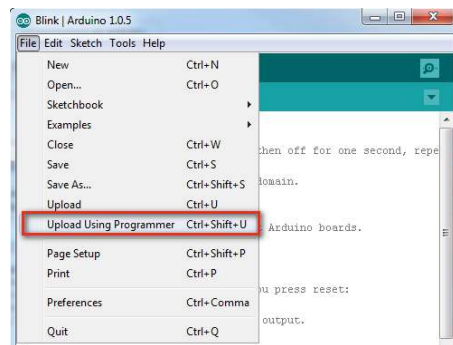 Blink | Arduino 1.0.5
File Edit Sketch Tools Help
New Ctrl+N
Open... Ctrl+O
Sketchbook
Examples
Close Ctrl+W
Save Ctrl+S
Save As... Ctrl+Shift+S
Upload Ctrl+U
Upload Using Programmer Ctrl+Shift+U
Page Setup Ctrl+Shift+P
Print Ctrl+P
Preferences Ctrl+Comma
Quit Ctrl+Q
then off for one second, repe
domain.
Arduino boards.
ou press reset:
output.